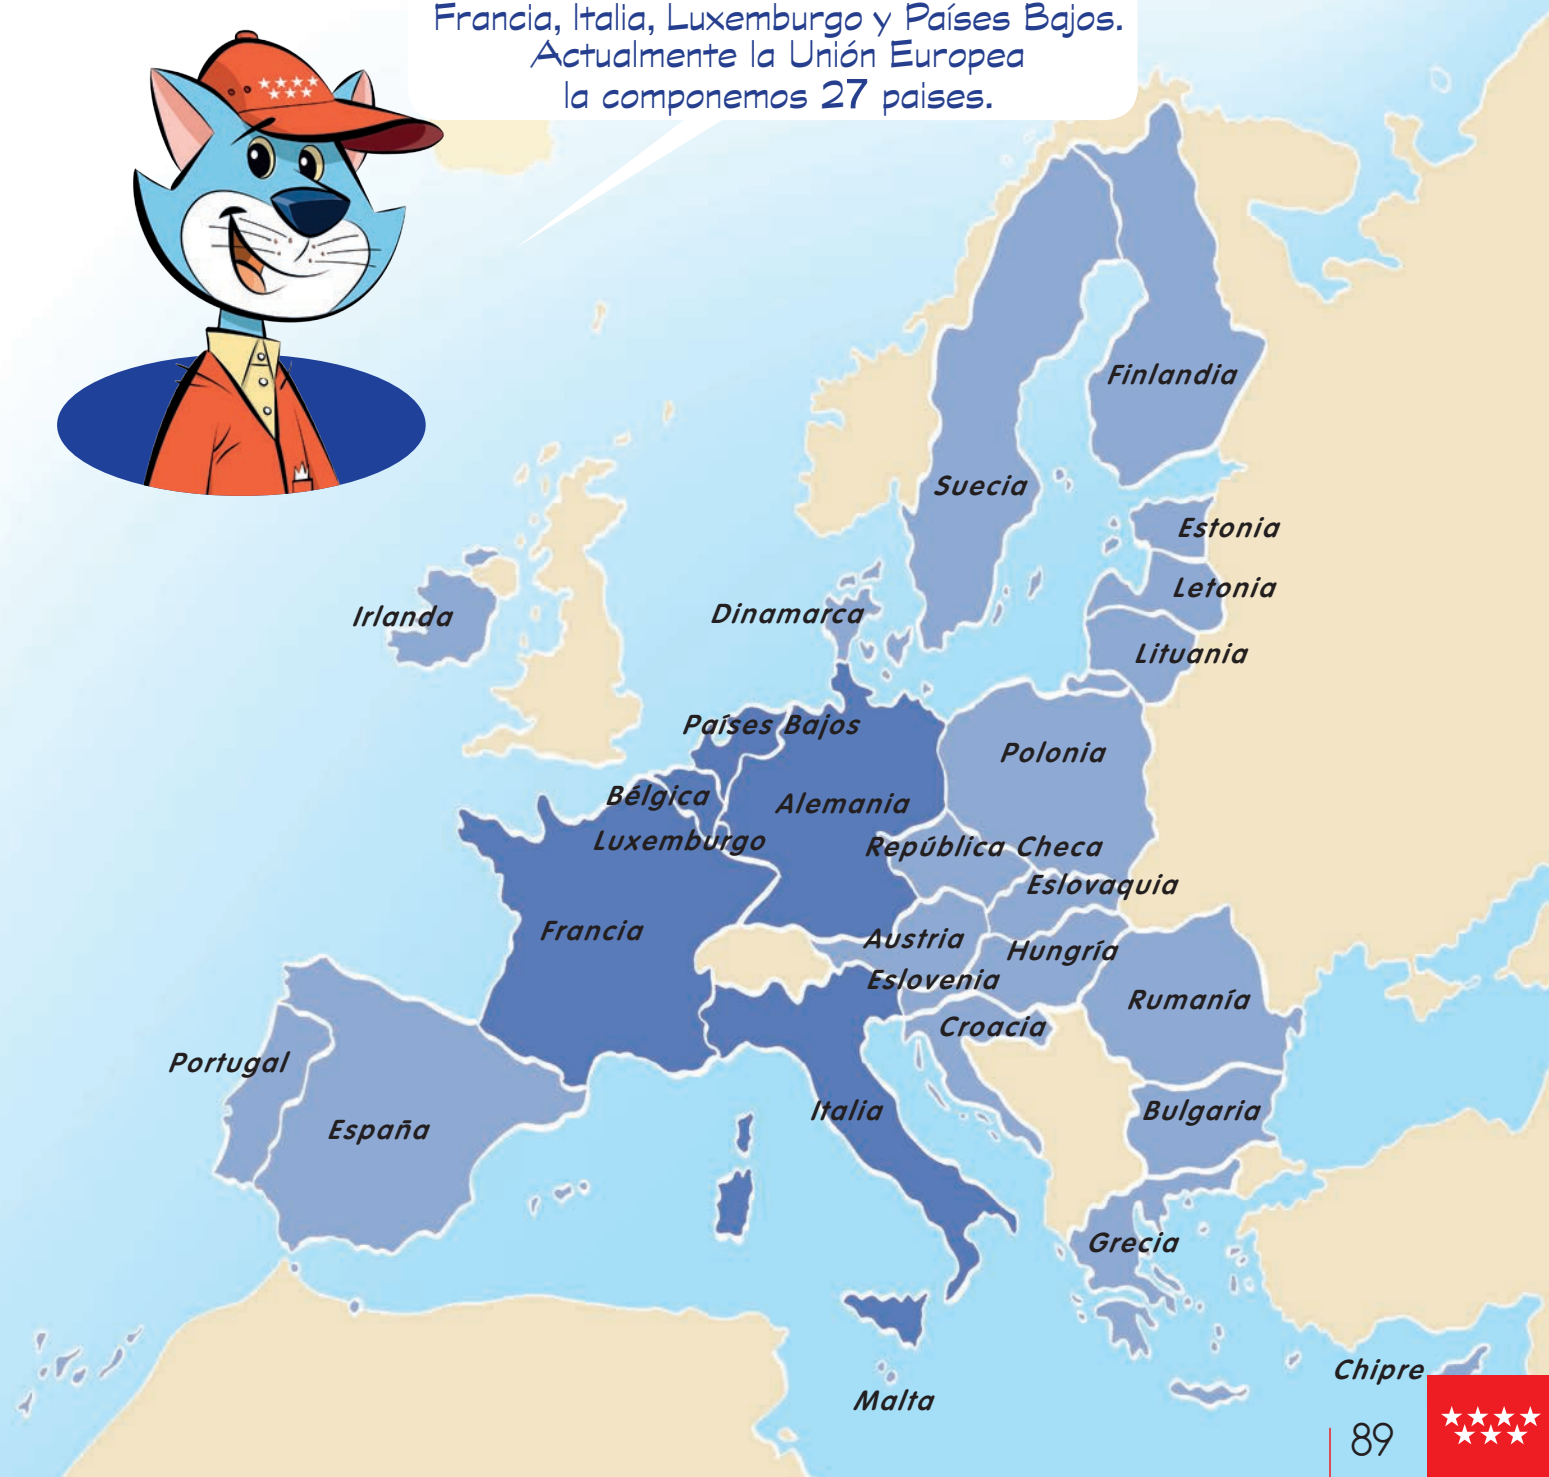 Francia, Italia, Luxemburgo y Países Bajos.
Actualmente la Unión Europea
la componemos 27 paises.
Finlandia
Suecia
Estonia
Letonia
Irlanda
Dinamarca
Lituania
Países Bajos
Polonia
Bélgica
Alemania
Luxemburgo
República Checa
Eslovaquia
Francia
Austria
Hungría
Eslovenia
Rumanía
Croacia
Portugal
Italia
Bulgaria
España
Grecia
Chipre
Malta
89